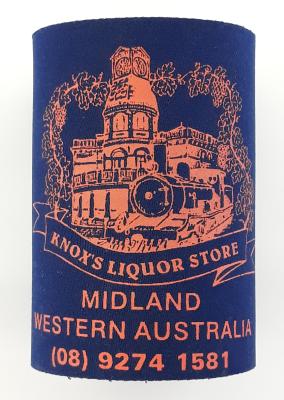 KNOX'S LIQUOR STORE
MIDLAND
WESTERN AUSTRALIA
(08) 9274 1581